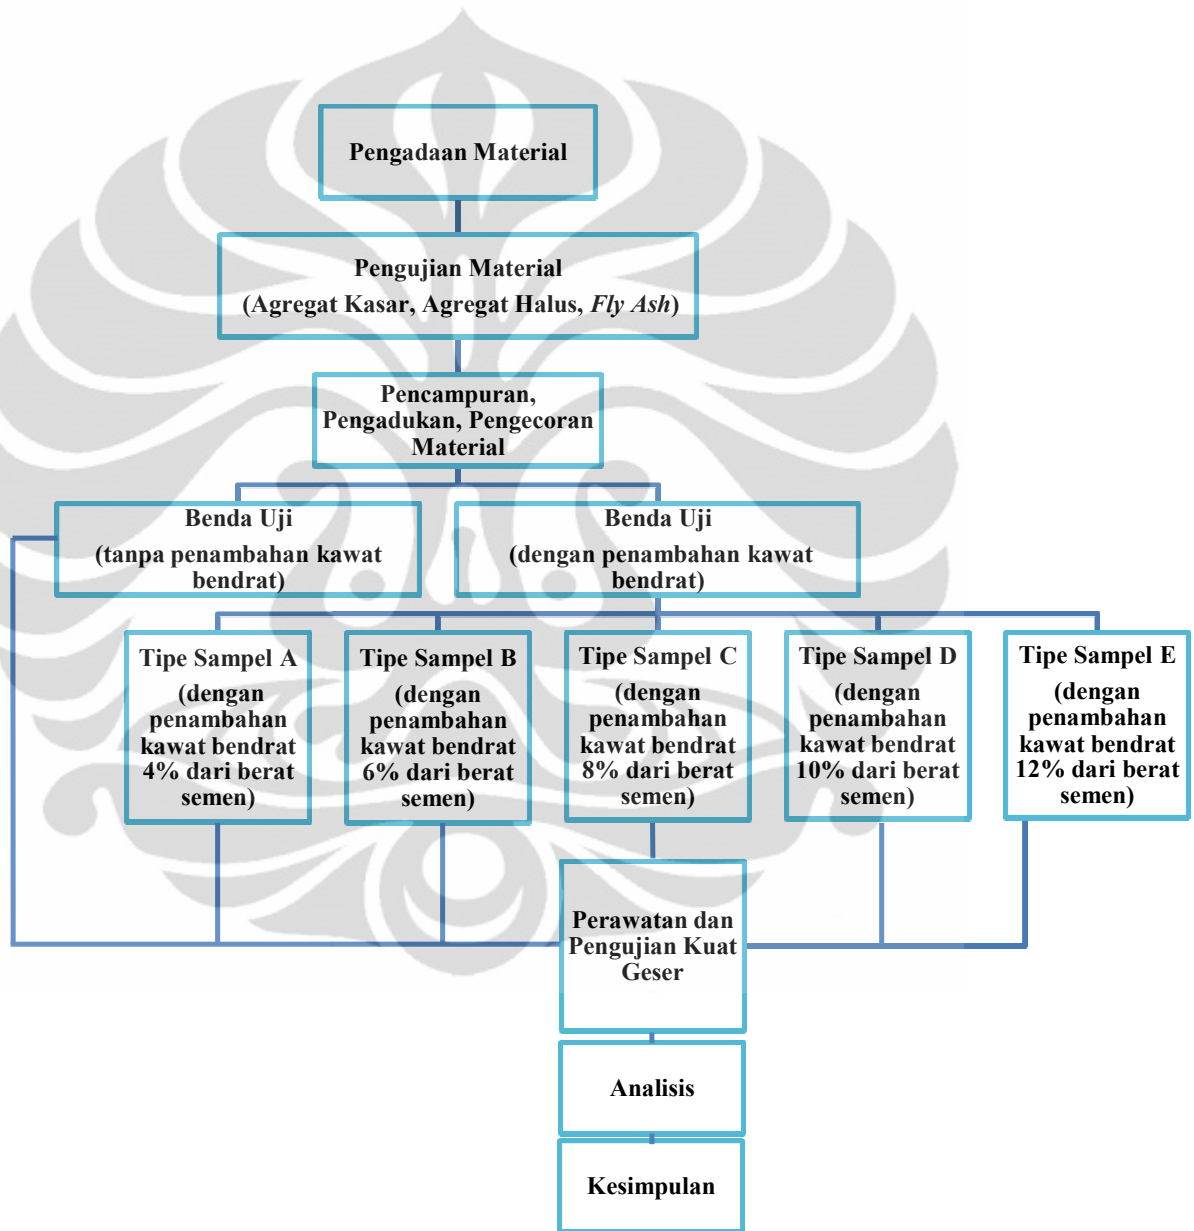 Pengadaan Material
Pengujian Material
(Agregat Kasar, Agregat Halus, Fly Ash)
Pencampuran,
Pengadukan, Pengecoran
Material
Benda Uji
(tanpa penambahan kawat
bendrat)
Benda Uji
(dengan penambahan kawat
bendrat)
Tipe Sampel A
(dengan
penambahan
kawat bendrat
4% dari berat
semen)
Tipe Sampel B
(dengan
penambahan
kawat bendrat
6% dari berat
semen)
Tipe Sampel C
(dengan
penambahan
kawat bendrat
8% dari berat
semen)
Tipe Sampel D
(dengan
penambahan
kawat bendrat
10% dari berat
semen)
Tipe Sampel E
(dengan
penambahan
kawat bendrat
12% dari berat
semen)
Perawatan dan
Pengujian Kuat
Geser
Analisis
Kesimpulan